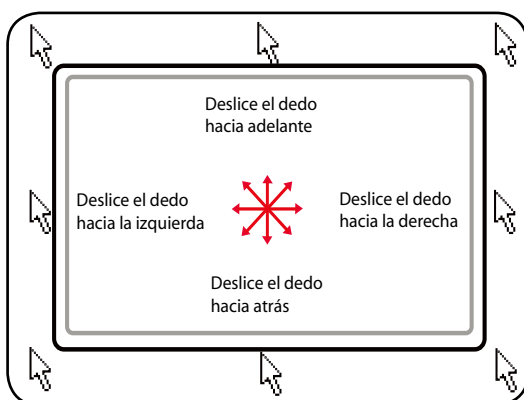 Deslice el dedo
hacia adelante
Deslice el dedo
hacia la izquierda
Deslice el dedo
hacia la derecha
Deslice el dedo
hacia atrás